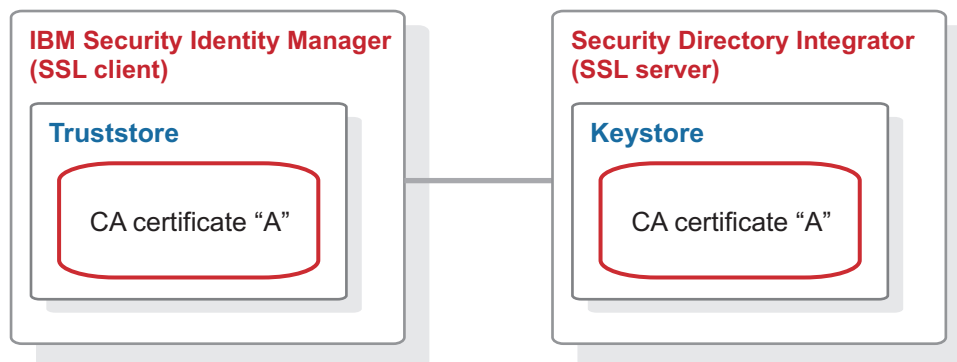 IBM Security Identity Manager
(SSL client)
Truststore
CA certificate “A”
Security Directory Integrator
(SSL server)
Keystore
CA certificate “A”